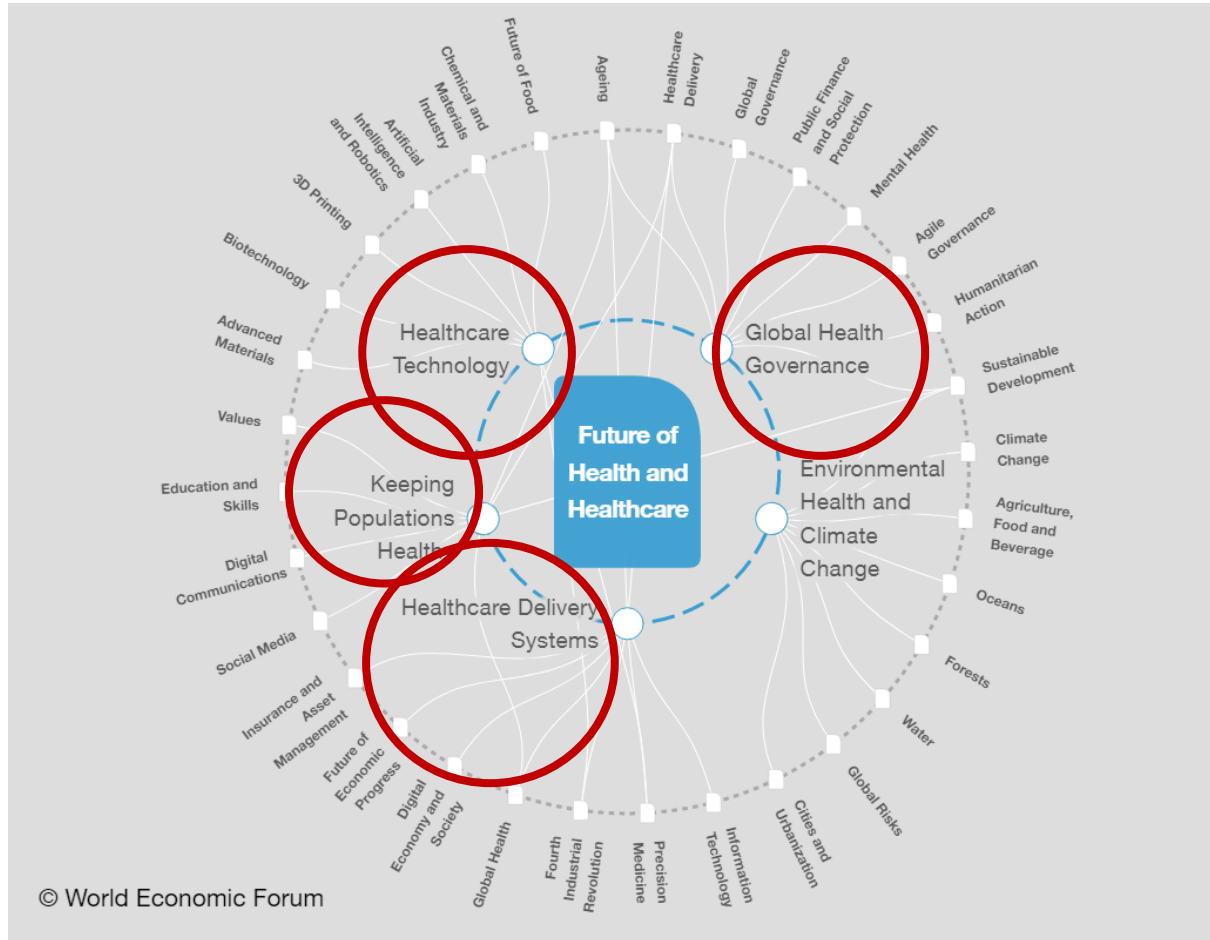 Future of Food
Ageing
Healthcare
Delivery
Global
Governance
Public Finance
and Social
Protection
Mental Health
Agile
Governance
Humanitarian
Action
Sustainable
Development
Climate
Change
Agriculture,
Food and
Beverage
Oceans
Forests
Water
Global Risks
Cities and
Urbanization
Information
Technology
Precision
Medicine
Fourth
Industrial
Revolution
Global Health
Digital
Economy and
Society
Future of
Economic
Progress
Insurance and
Asset
Management
Social Media
Digital
Communications
Education and
Skills
Values
Advanced
Materials
Biotechnology
3D Printing
Artificial
Intelligence
and Robotics
Chemical and
Materials
Industry
Healthcare
Technology
Global Health
Governance
Future of
Health and
Healthcare
Keeping
Populations
Healthy
Environmental
Health and
Climate
Change
Healthcare Delivery
Systems
© World Economic Forum